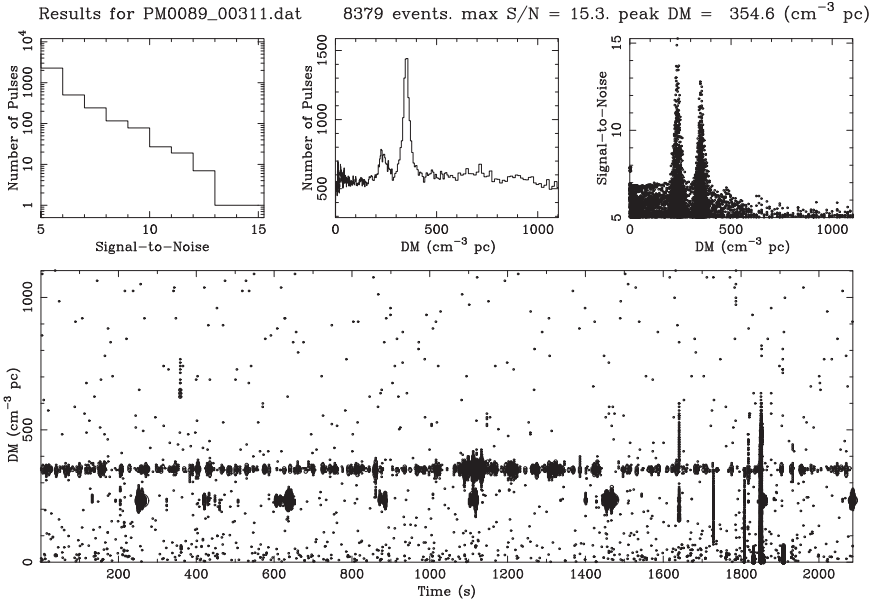 Results for PM0089_00311.dat 8379 events. max S/N = 15.3. peak DM = 354.6 (cm⁻³ pc)
Number of Pulses
10⁴
1000
100
10
1
5 10 15
Signal-to-Noise
Number of Pulses
1500
1000
500
0 500 1000
DM (cm⁻³ pc)
Signal-to-Noise
15
10
5
0 500 1000
DM (cm⁻³ pc)
DM (cm⁻³ pc)
1000
500
0
200 400 600 800 1000 1200 1400 1600 1800 2000
Time (s)